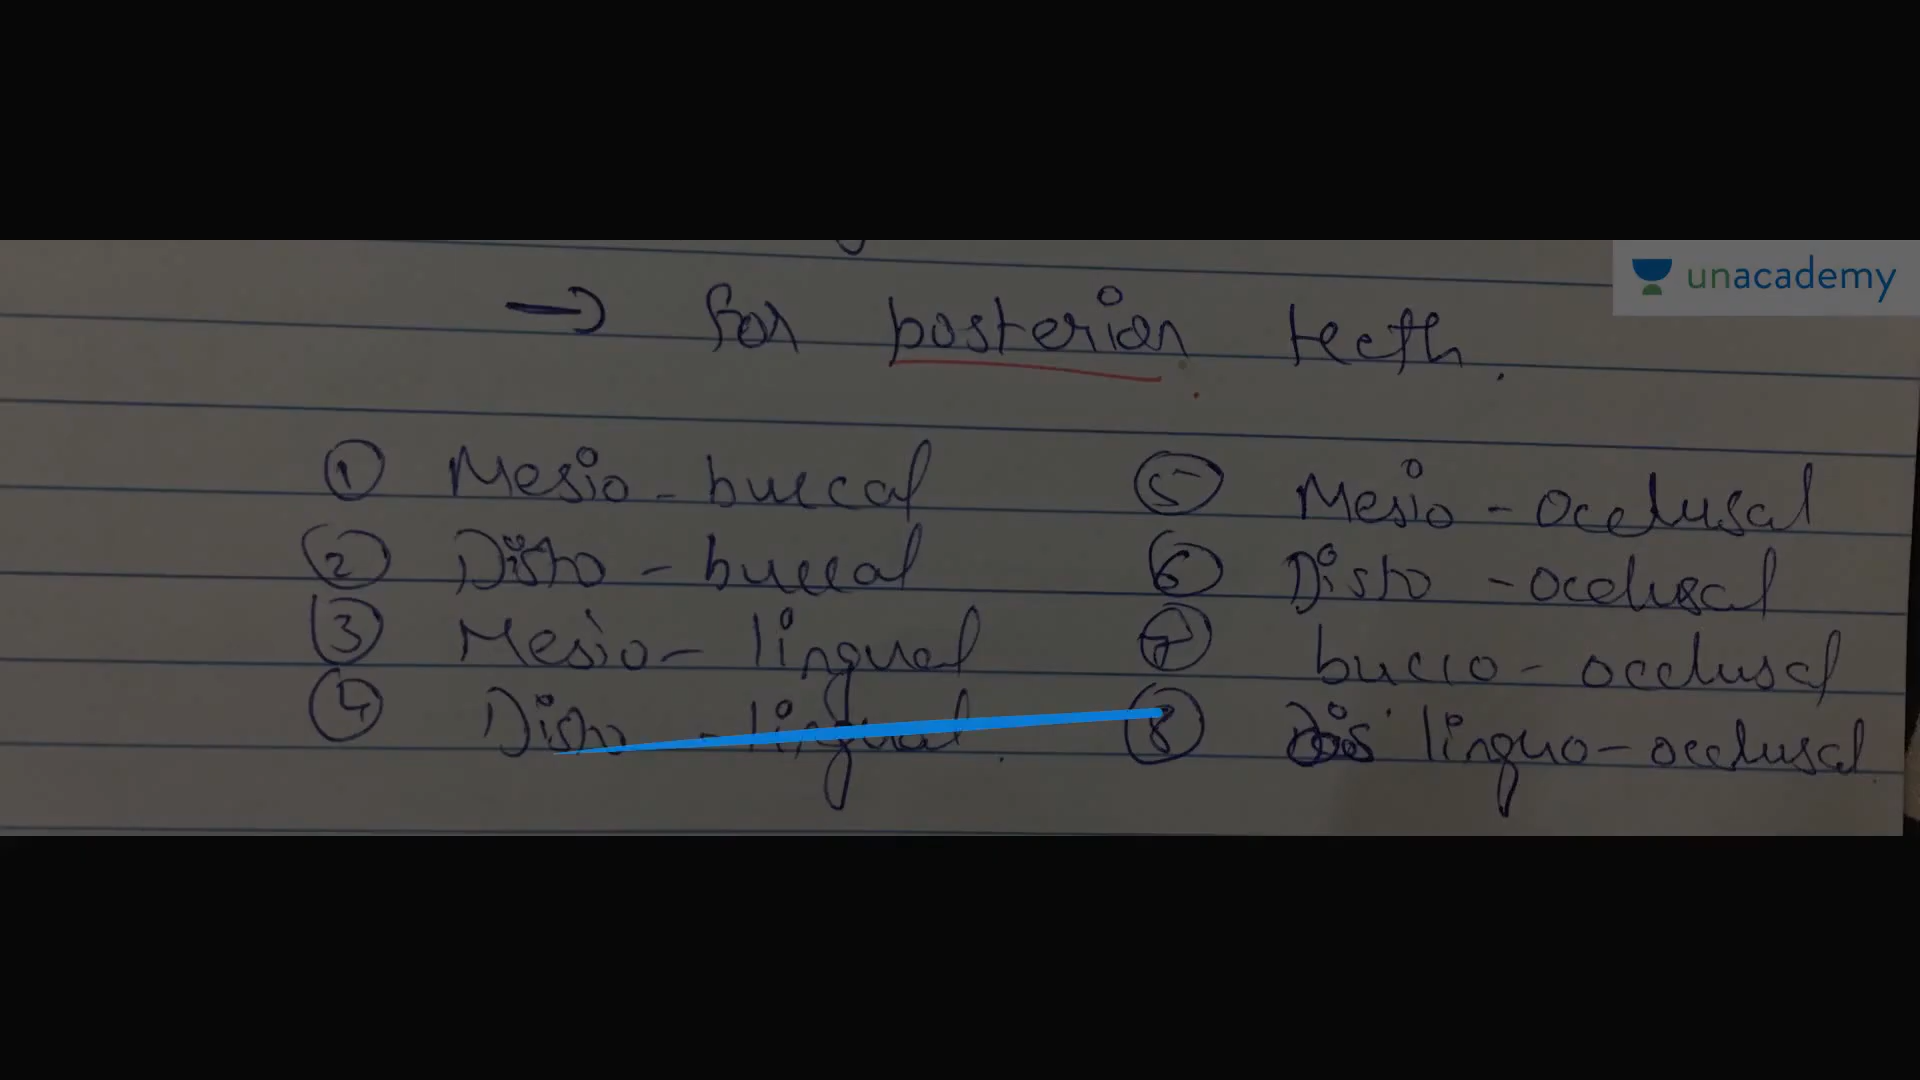 unacademy
→ For posterior teeth.
① Mesio - buccal ⑤ Mesio - occlusal
② Disto - buccal ⑥ Disto - occlusal
③ Mesio - lingual ⑦ bucco - occlusal
④ Disto - lingual. ⑧ linguo - occlusal.